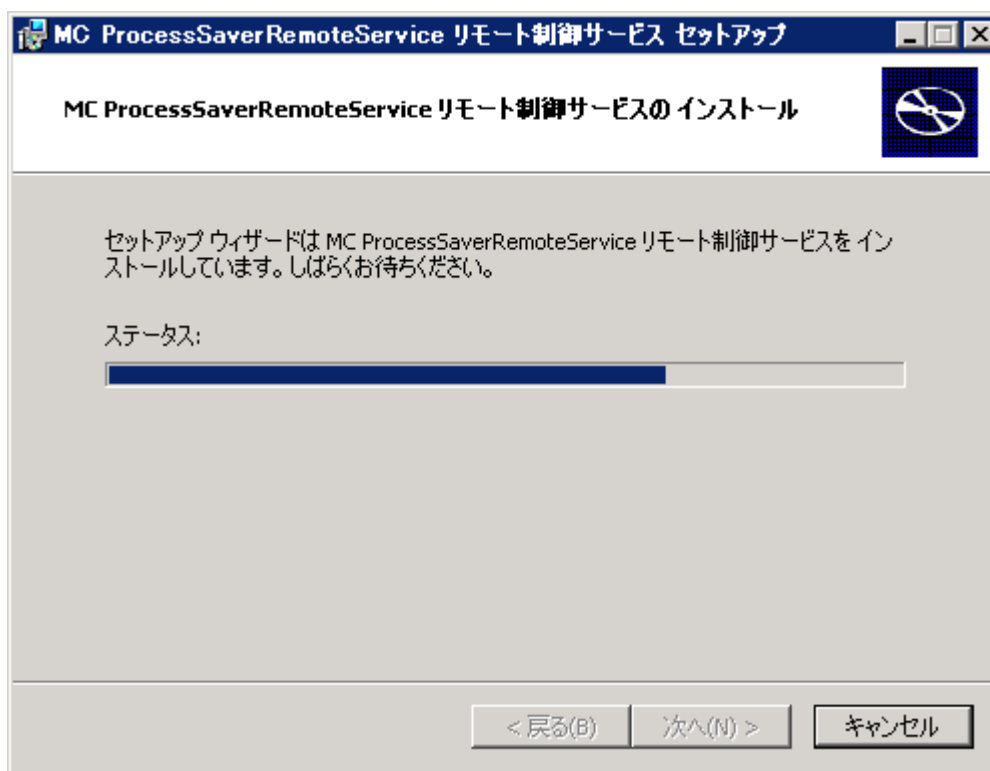 MC ProcessSaverRemoteService リモート制御サービス セットアップ
MC ProcessSaverRemoteService リモート制御サービスの インストール
セットアップ ウィザードは MC ProcessSaverRemoteService リモート制御サービスを イン
ストールしています。しばらくお待ちください。
ステータス:
< 戻る(B) 次へ(N) > キャンセル